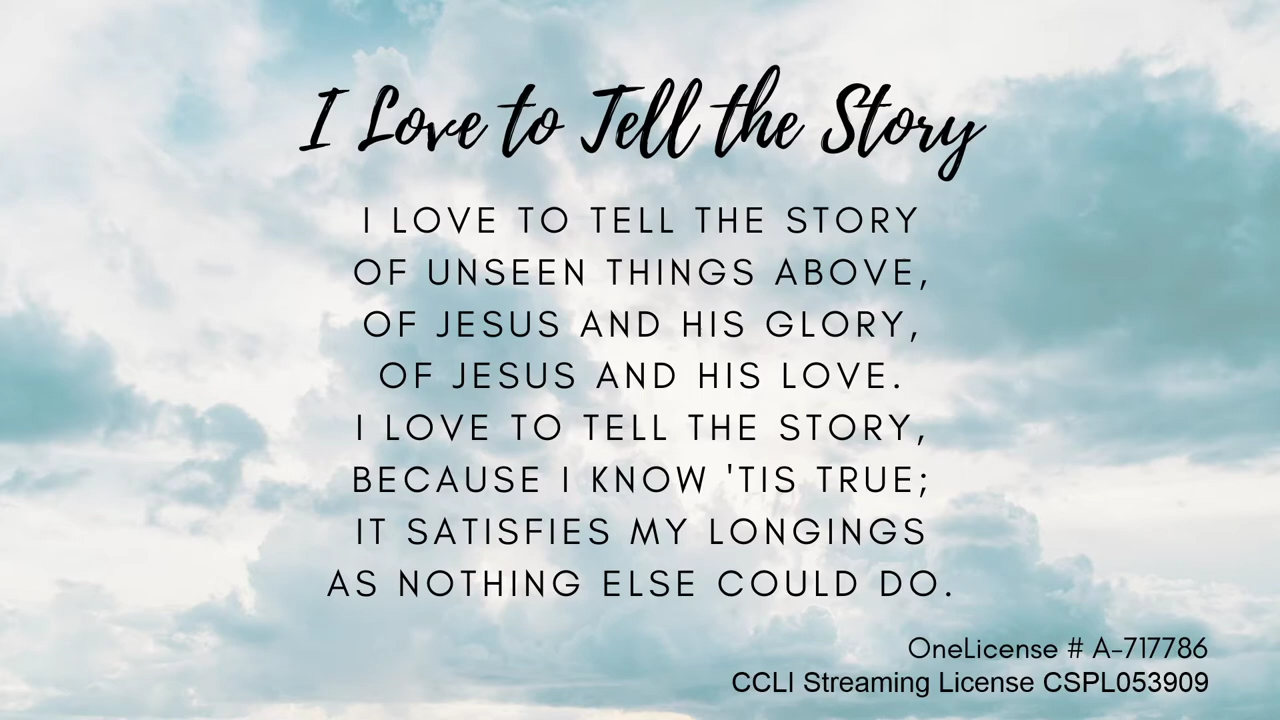 I Love to Tell the Story
I LOVE TO TELL THE STORY
OF UNSEEN THINGS ABOVE,
OF JESUS AND HIS GLORY,
OF JESUS AND HIS LOVE.
I LOVE TO TELL THE STORY,
BECAUSE I KNOW 'TIS TRUE;
IT SATISFIES MY LONGINGS
AS NOTHING ELSE COULD DO.
OneLicense # A-717786
CCLI Streaming License CSPL053909